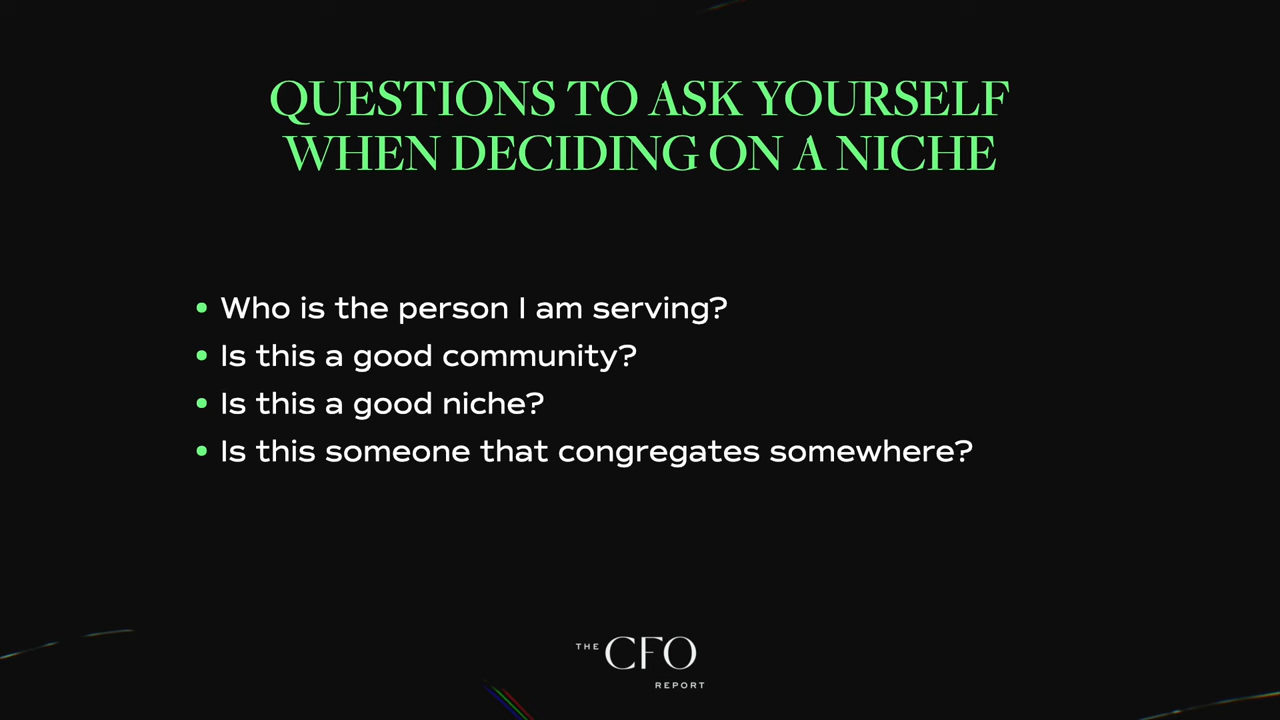 QUESTIONS TO ASK YOURSELF
WHEN DECIDING ON A NICHE
• Who is the person I am serving?
• Is this a good community?
• Is this a good niche?
• Is this someone that congregates somewhere?
THE CFO
REPORT